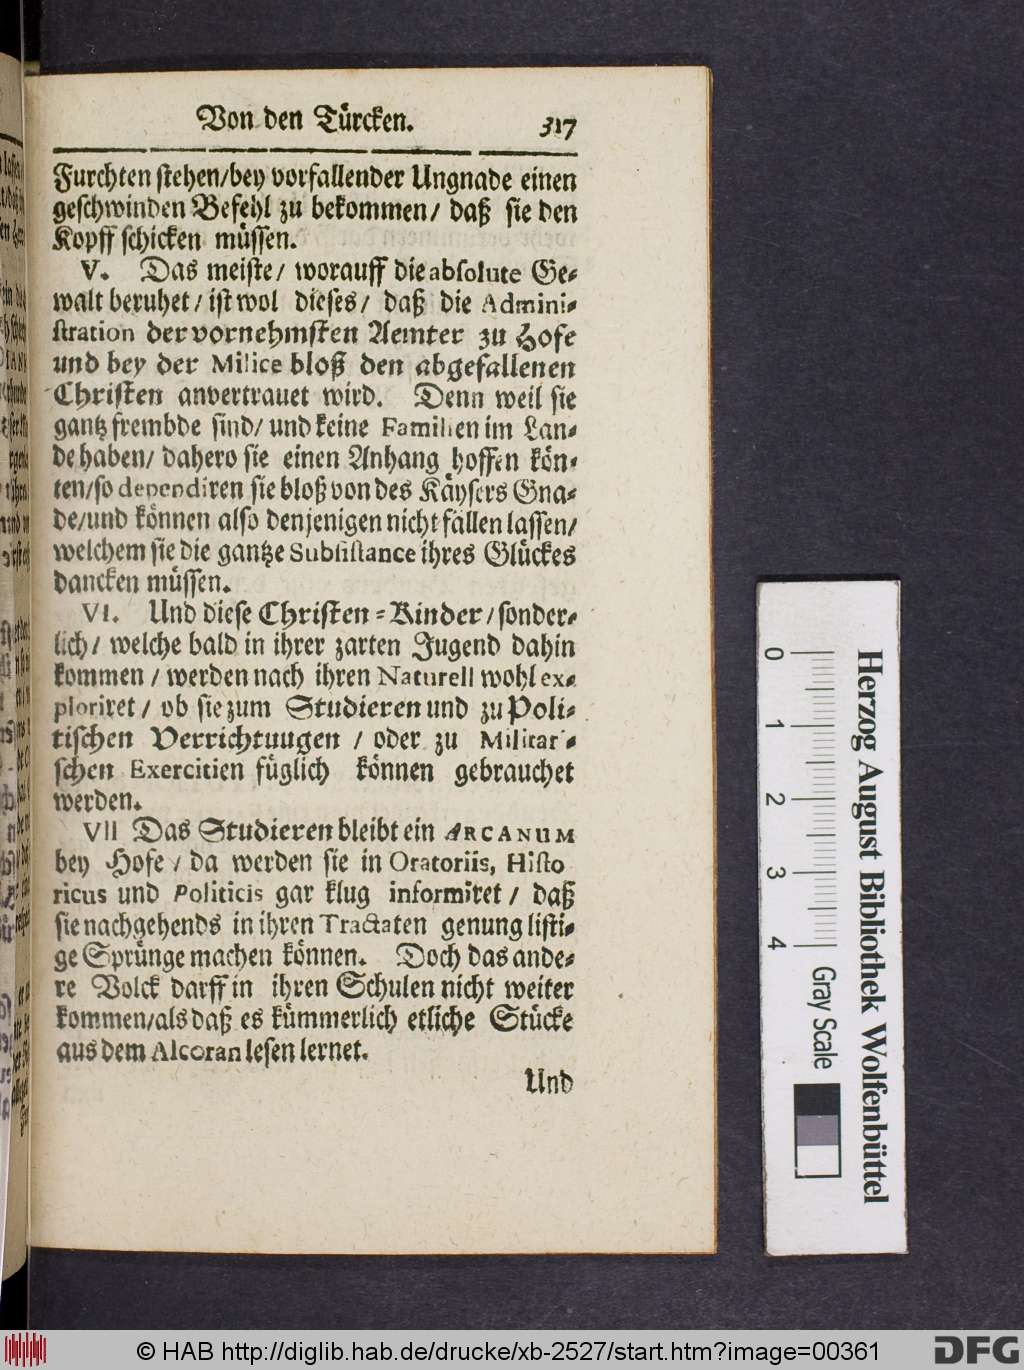 Von den Türcken. 317
Furchten stehen/bey vorfallender Ungnade einen
geschwinden Befehl zu bekommen/ daß sie den
Kopff schicken müssen.
V. Das meiste/ worauff die absolute Ge-
walt beruhet/ ist wol dieses/ daß die Admini-
stration der vornehmsten Aemter zu Hofe
und bey der Milice bloß den abgefallenen
Christen anvertrauet wird. Denn weil sie
gantz frembde sind/ und keine Familien im Lan-
de haben/ dahero sie einen Anhang hoffen kön-
ten/so dependiren sie bloß von des Käysers Gna-
de/und können also denjenigen nicht fallen lassen/
welchem sie die gantze Subsistance ihres Glückes
dancken müssen.
VI. Und diese Christen-Kinder/sonder-
lich/ welche bald in ihrer zarten Jugend dahin
kommen/ werden nach ihren Naturell wohl ex-
ploriret/ ob sie zum Studieren und zu Poli-
tischen Verrichtuugen/ oder zu Militari-
schen Exercitien füglich können gebrauchet
werden.
VII Das Studieren bleibt ein ARCANUM
bey Hofe/ da werden sie in Oratoriis, Histo
ricus und Politicis gar klug informiret/ daß
sie nachgehends in ihren Tractaten genung listi-
ge Sprünge machen können. Doch das ande-
re Volck darff in ihren Schulen nicht weiter
kommen/als daß es kümmerlich etliche Stücke
aus dem Alcoran lesen lernet.
Und
0 1 2 3 4 Gray Scale
Herzog August Bibliothek Wolfenbüttel
© HAB http://diglib.hab.de/drucke/xb-2527/start.htm?image=00361
DFG